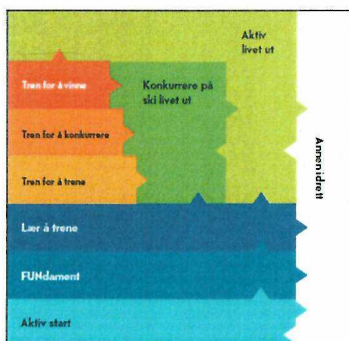 Aktiv
livet ut
Tren for å vinne
Konkurrere på
ski livet ut
Tren for å konkurrere
Tren for å trene
Annen idrett
Lær å trene
FUNdament
Aktiv start